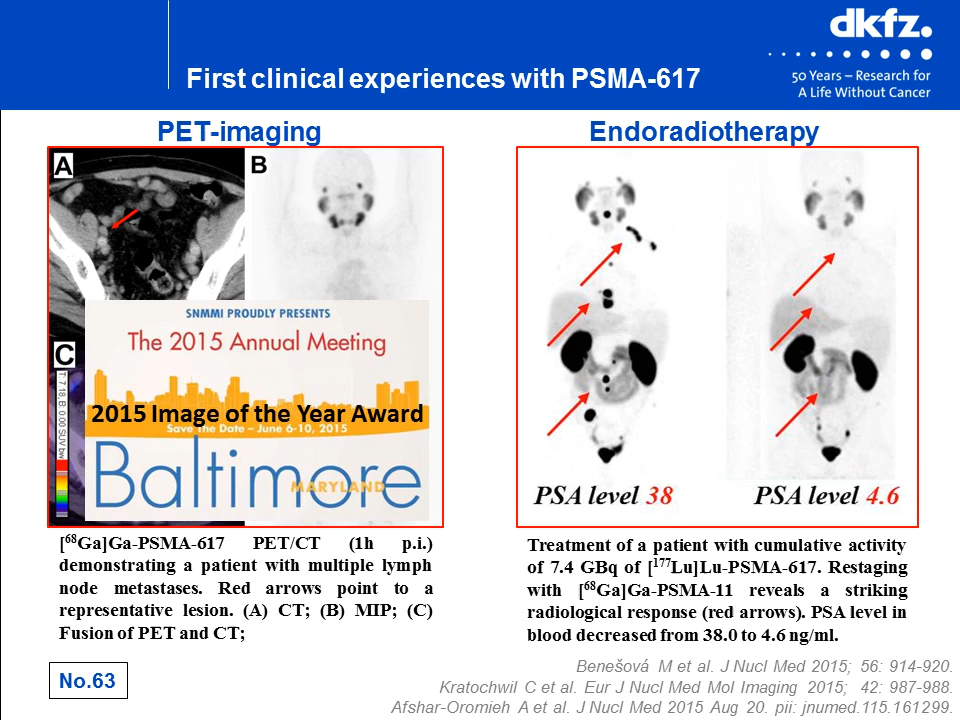 dkfz.
50 Years – Research for
A Life Without Cancer
First clinical experiences with PSMA-617
PET-imaging
Endoradiotherapy
A
B
C
T 7.18, B 0.00 SUV bw
SNMMI PROUDLY PRESENTS
The 2015 Annual Meeting
2015 Image of the Year Award
Save The Date – June 6-10, 2015
Baltimore
MARYLAND
PSA level 38
PSA level 4.6
[68Ga]Ga-PSMA-617 PET/CT (1h p.i.)
demonstrating a patient with multiple lymph
node metastases. Red arrows point to a
representative lesion. (A) CT; (B) MIP; (C)
Fusion of PET and CT;
Treatment of a patient with cumulative activity
of 7.4 GBq of [177Lu]Lu-PSMA-617. Restaging
with [68Ga]Ga-PSMA-11 reveals a striking
radiological response (red arrows). PSA level in
blood decreased from 38.0 to 4.6 ng/ml.
No.63
Benešová M et al. J Nucl Med 2015; 56: 914-920.
Kratochwil C et al. Eur J Nucl Med Mol Imaging 2015; 42: 987-988.
Afshar-Oromieh A et al. J Nucl Med 2015 Aug 20. pii: jnumed.115.161299.